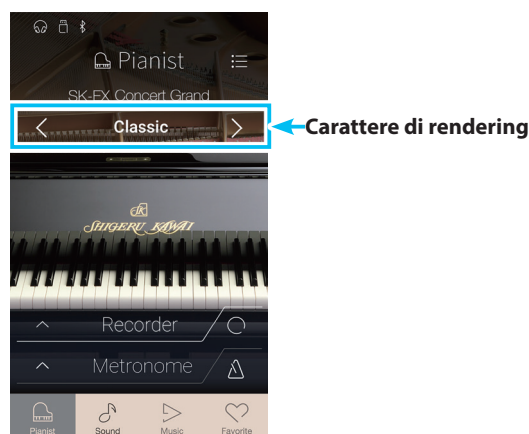 Pianist
SK-EX Concert Grand
Classic
Carattere di rendering
SHIGERU KAWAI
Recorder
Metronome
Pianist Sound Music Favorite